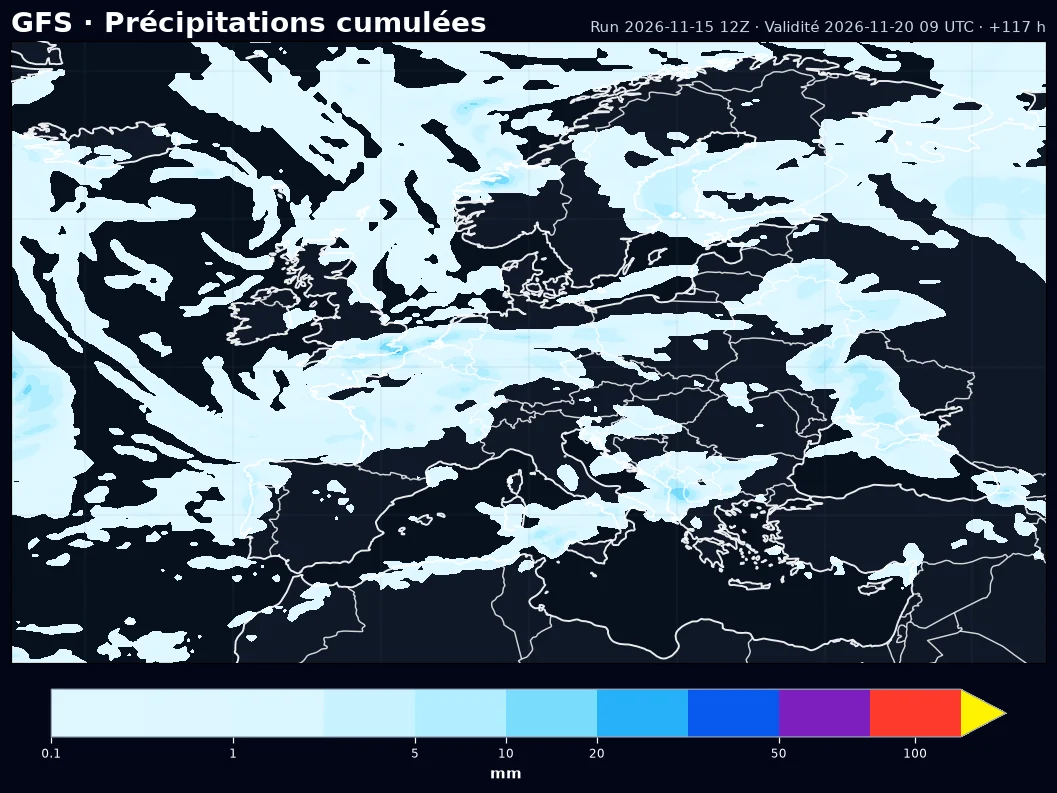 GFS · Précipitations cumulées
Run 2026-11-15 12Z · Validité 2026-11-20 09 UTC · +117 h
0.1 1 5 10 20 50 100
mm